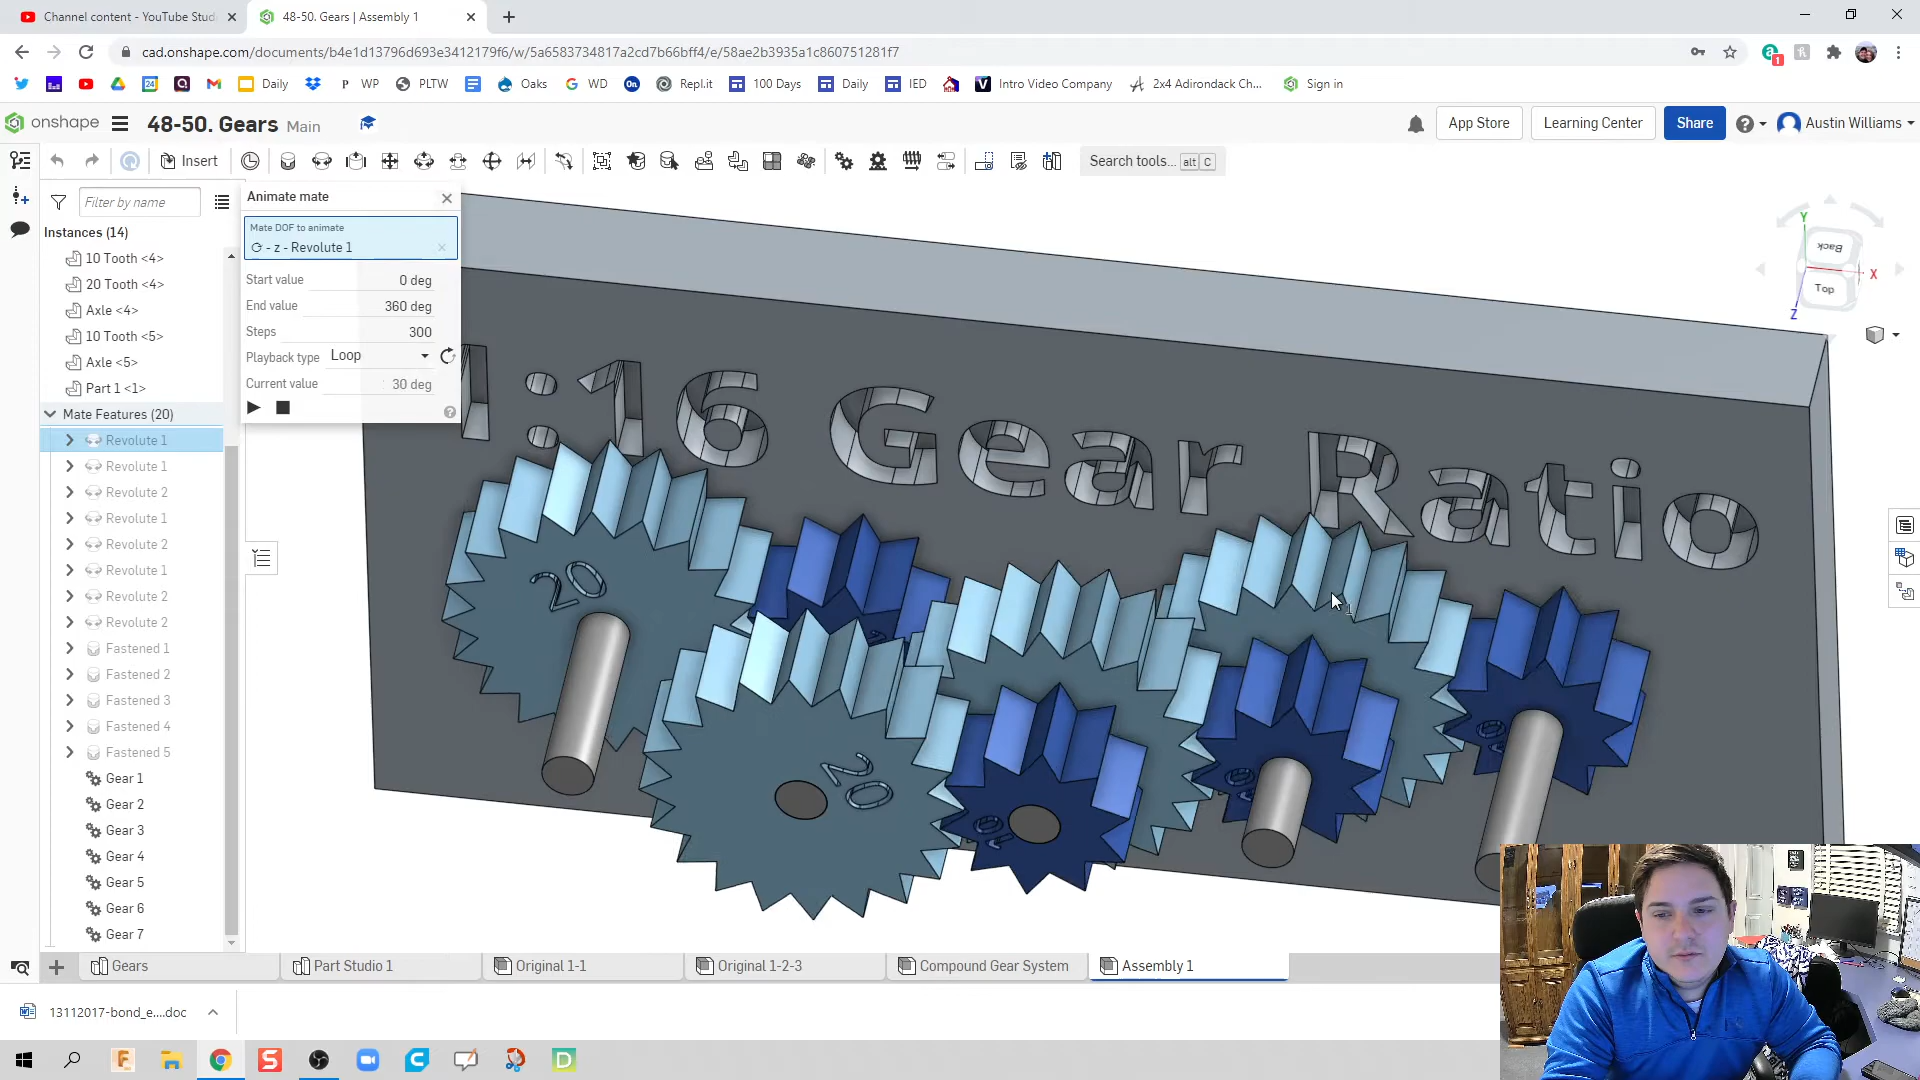 Channel content - YouTube Stud
48-50. Gears | Assembly 1
cad.onshape.com/documents/b4e1d13796d693e3412179f6/w/5a6583734817a2cd7b66bff4/e/58ae2b3935a1c860751281f7
Daily
WP
PLTW
Oaks
WD
Repl.it
100 Days
Daily
IED
Intro Video Company
2x4 Adirondack Ch...
Sign in
onshape
48-50. Gears Main
App Store
Learning Center
Share
Austin Williams
Insert
Search tools... alt C
Filter by name
Instances (14)
10 Tooth <4>
20 Tooth <4>
Axle <4>
10 Tooth <5>
Axle <5>
Part 1 <1>
Mate Features (20)
Revolute 1
Revolute 1
Revolute 2
Revolute 1
Revolute 2
Revolute 1
Revolute 2
Revolute 2
Fastened 1
Fastened 2
Fastened 3
Fastened 4
Fastened 5
Gear 1
Gear 2
Gear 3
Gear 4
Gear 5
Gear 6
Gear 7
Animate mate
Mate DOF to animate
- z - Revolute 1
Start value 0 deg
End value 360 deg
Steps 300
Playback type Loop
Current value 30 deg
1:16 Gear Ratio
20
20
10
10
10
Y
Back
X
Top
Z
Gears
Part Studio 1
Original 1-1
Original 1-2-3
Compound Gear System
Assembly 1
13112017-bond_e....doc